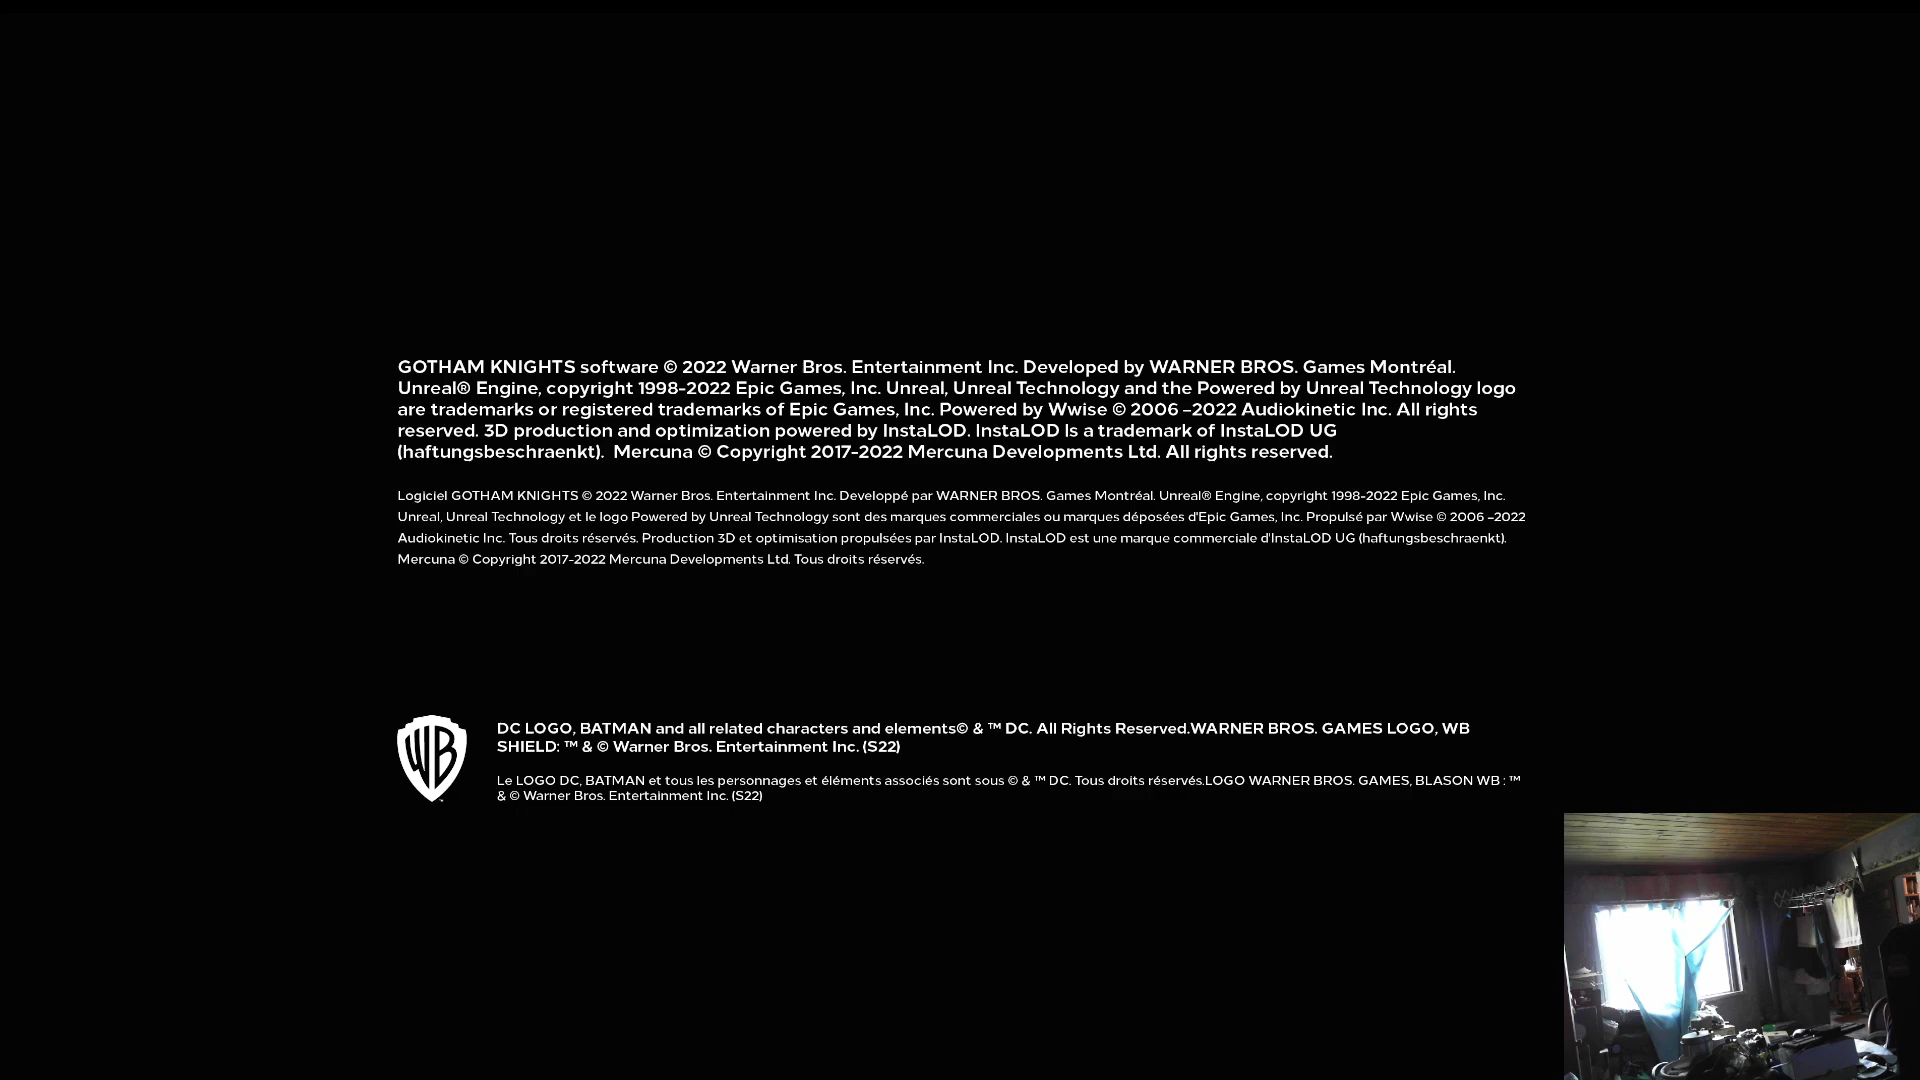 GOTHAM KNIGHTS software © 2022 Warner Bros. Entertainment Inc. Developed by WARNER BROS. Games Montréal.
Unreal® Engine, copyright 1998-2022 Epic Games, Inc. Unreal, Unreal Technology and the Powered by Unreal Technology logo
are trademarks or registered trademarks of Epic Games, Inc. Powered by Wwise © 2006 –2022 Audiokinetic Inc. All rights
reserved. 3D production and optimization powered by InstaLOD. InstaLOD Is a trademark of InstaLOD UG
(haftungsbeschraenkt).  Mercuna © Copyright 2017-2022 Mercuna Developments Ltd. All rights reserved.
Logiciel GOTHAM KNIGHTS © 2022 Warner Bros. Entertainment Inc. Developpé par WARNER BROS. Games Montréal. Unreal® Engine, copyright 1998-2022 Epic Games, Inc.
Unreal, Unreal Technology et le logo Powered by Unreal Technology sont des marques commerciales ou marques déposées d'Epic Games, Inc. Propulsé par Wwise © 2006 –2022
Audiokinetic Inc. Tous droits réservés. Production 3D et optimisation propulsées par InstaLOD. InstaLOD est une marque commerciale d'InstaLOD UG (haftungsbeschraenkt).
Mercuna © Copyright 2017-2022 Mercuna Developments Ltd. Tous droits réservés.
WB
DC LOGO, BATMAN and all related characters and elements© & ™ DC. All Rights Reserved.WARNER BROS. GAMES LOGO, WB
SHIELD: ™ & © Warner Bros. Entertainment Inc. (S22)
Le LOGO DC, BATMAN et tous les personnages et éléments associés sont sous © & ™ DC. Tous droits réservés.LOGO WARNER BROS. GAMES, BLASON WB : ™
& © Warner Bros. Entertainment Inc. (S22)